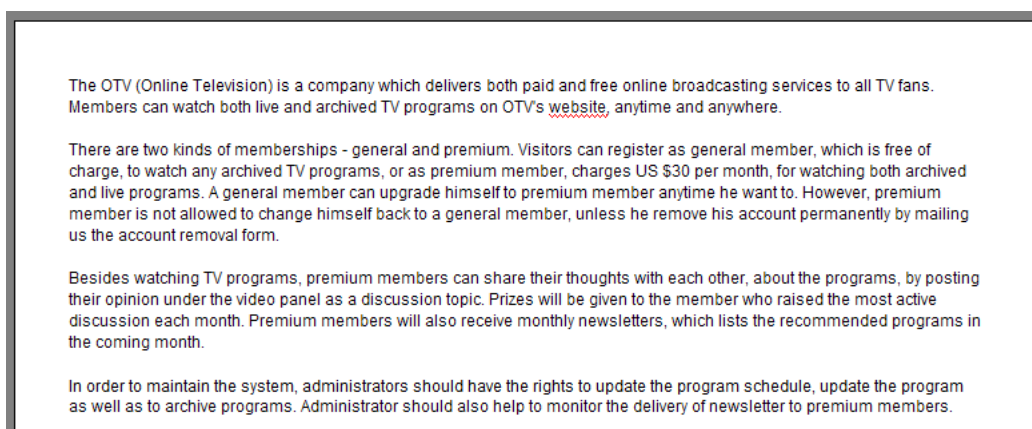 The OTV (Online Television) is a company which delivers both paid and free online broadcasting services to all TV fans.
Members can watch both live and archived TV programs on OTV's website, anytime and anywhere.
There are two kinds of memberships - general and premium. Visitors can register as general member, which is free of
charge, to watch any archived TV programs, or as premium member, charges US $30 per month, for watching both archived
and live programs. A general member can upgrade himself to premium member anytime he want to. However, premium
member is not allowed to change himself back to a general member, unless he remove his account permanently by mailing
us the account removal form.
Besides watching TV programs, premium members can share their thoughts with each other, about the programs, by posting
their opinion under the video panel as a discussion topic. Prizes will be given to the member who raised the most active
discussion each month. Premium members will also receive monthly newsletters, which lists the recommended programs in
the coming month.
In order to maintain the system, administrators should have the rights to update the program schedule, update the program
as well as to archive programs. Administrator should also help to monitor the delivery of newsletter to premium members.